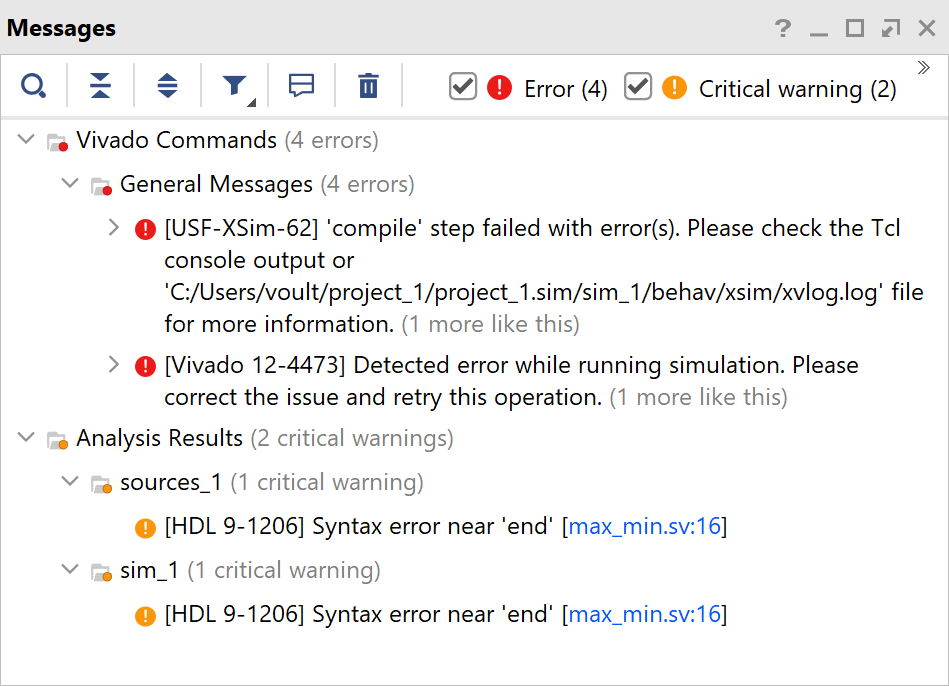 Messages
Error (4)
Critical warning (2)
Vivado Commands (4 errors)
General Messages (4 errors)
[USF-XSim-62] 'compile' step failed with error(s). Please check the Tcl
console output or
'C:/Users/voult/project_1/project_1.sim/sim_1/behav/xsim/xvlog.log' file
for more information. (1 more like this)
[Vivado 12-4473] Detected error while running simulation. Please
correct the issue and retry this operation. (1 more like this)
Analysis Results (2 critical warnings)
sources_1 (1 critical warning)
[HDL 9-1206] Syntax error near 'end' [max_min.sv:16]
sim_1 (1 critical warning)
[HDL 9-1206] Syntax error near 'end' [max_min.sv:16]